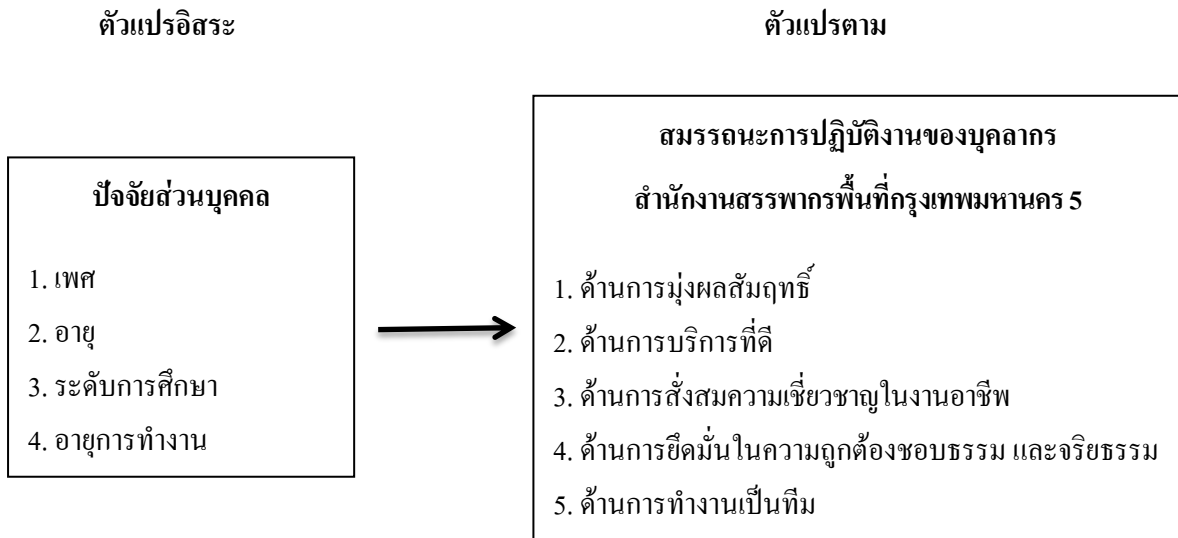 ตัวแปรอิสระ
ตัวแปรตาม
ปัจจัยส่วนบุคคล
1. เพศ
2. อายุ
3. ระดับการศึกษา
4. อายุการทำงาน
สมรรถนะการปฏิบัติงานของบุคลากร
สำนักงานสรรพากรพื้นที่กรุงเทพมหานคร 5
1. ด้านการมุ่งผลสัมฤทธิ์
2. ด้านการบริการที่ดี
3. ด้านการสั่งสมความเชี่ยวชาญในงานอาชีพ
4. ด้านการยึดมั่นในความถูกต้องชอบธรรม และจริยธรรม
5. ด้านการทำงานเป็นทีม